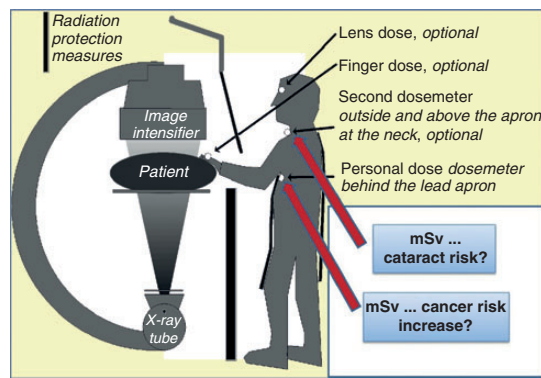 Radiation
protection
measures
Lens dose, optional
Finger dose, optional
Second dosemeter
outside and above the apron
at the neck, optional
Personal dose dosemeter
behind the lead apron
Image
intensifier
Patient
X-ray
tube
mSv ...
cataract risk?
mSv ... cancer risk
increase?